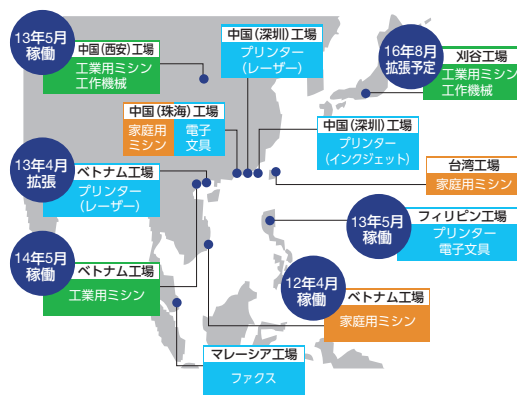 13年5月
稼働
中国(西安)工場
工業用ミシン
工作機械
中国(深圳)工場
プリンター
(レーザー)
16年8月
拡張予定
刈谷工場
工業用ミシン
工作機械
中国(珠海)工場
家庭用
ミシン
電子
文具
中国(深圳)工場
プリンター
(インクジェット)
13年4月
拡張
ベトナム工場
プリンター
(レーザー)
台湾工場
家庭用ミシン
13年5月
稼働
フィリピン工場
プリンター
電子文具
14年5月
稼働
ベトナム工場
工業用ミシン
12年4月
稼働
ベトナム工場
家庭用ミシン
マレーシア工場
ファクス